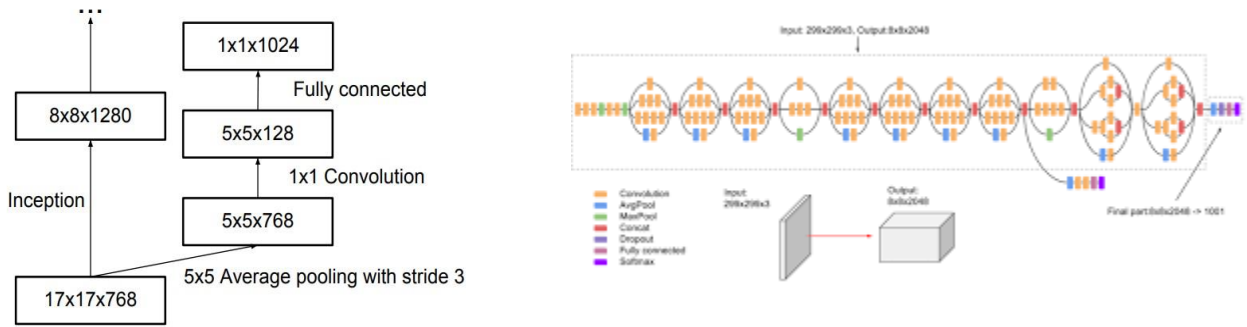 ...
1x1x1024
Fully connected
8x8x1280
5x5x128
1x1 Convolution
Inception
5x5x768
5x5 Average pooling with stride 3
17x17x768
Input: 299x299x3, Output:8x8x2048
Convolution
AvgPool
MaxPool
Concat
Dropout
Fully connected
Softmax
Input:
299x299x3
Output:
8x8x2048
Final part:8x8x2048 -> 1001